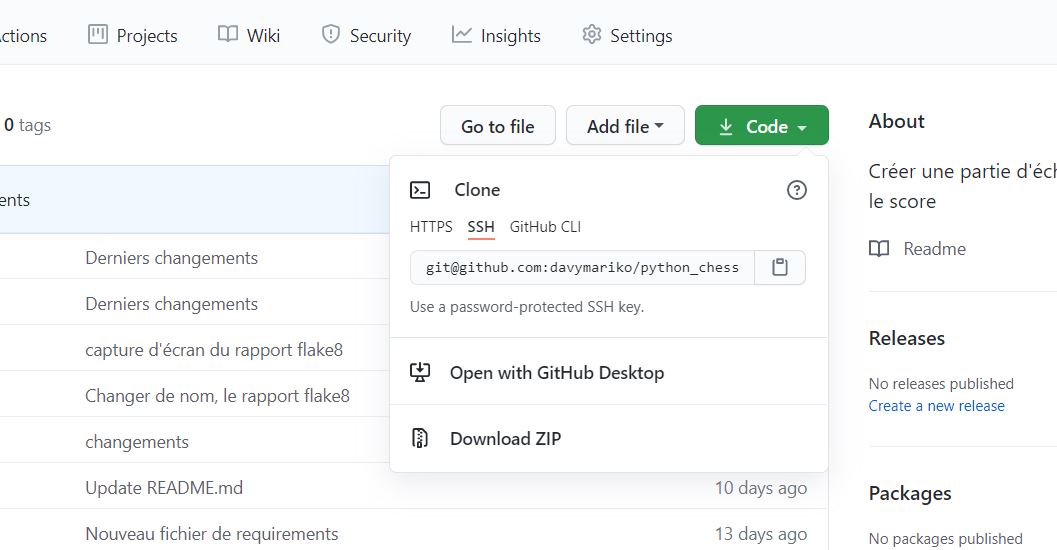 Projects Wiki Security Insights Settings
0 tags
Go to file Add file Code
Clone
HTTPS SSH GitHub CLI
git@github.com:davymariko/python_chess
Use a password-protected SSH key.
Open with GitHub Desktop
Download ZIP
Derniers changements
Derniers changements
capture d'écran du rapport flake8
Changer de nom, le rapport flake8
changements
Update README.md 10 days ago
Nouveau fichier de requirements 13 days ago
About
Créer une partie
le score
Readme
Releases
No releases published
Create a new release
Packages
No packages published